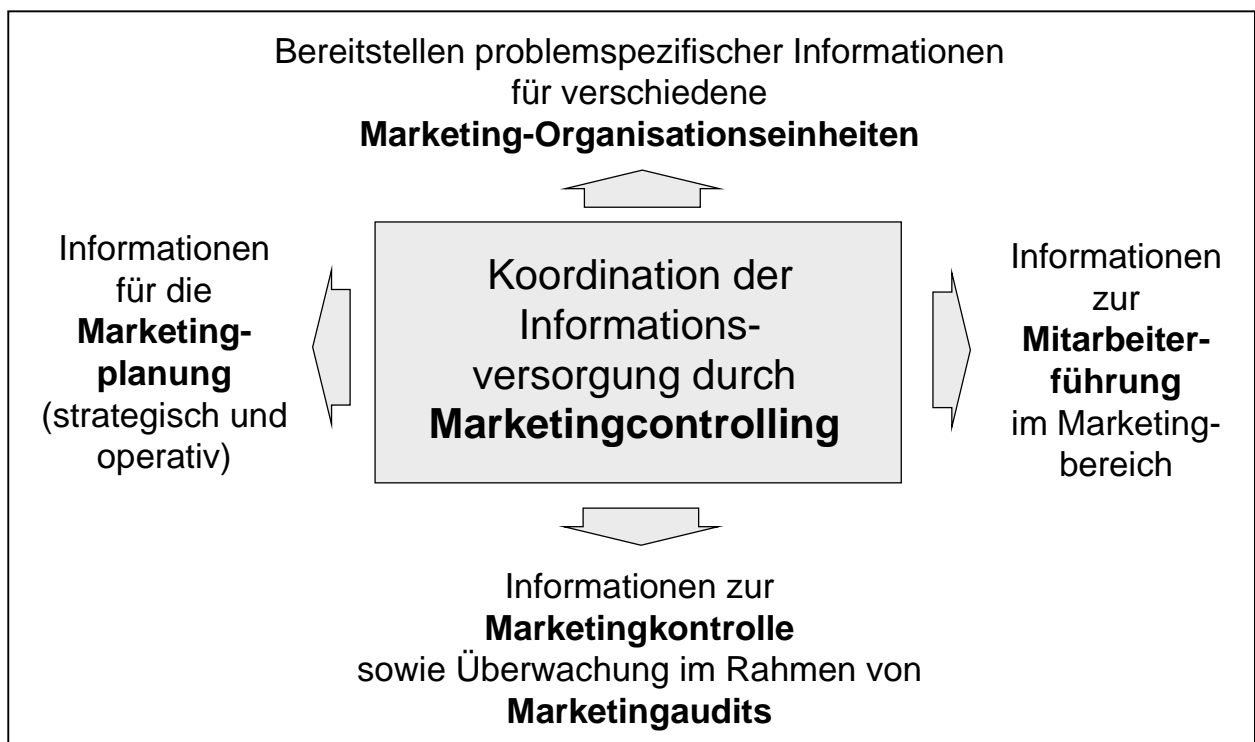 Bereitstellen problemspezifischer Informationen
für verschiedene
Marketing-Organisationseinheiten
Informationen
für die
Marketing-
planung
(strategisch und
operativ)
Koordination der
Informations-
versorgung durch
Marketingcontrolling
Informationen
zur
Mitarbeiter-
führung
im Marketing-
bereich
Informationen zur
Marketingkontrolle
sowie Überwachung im Rahmen von
Marketingaudits